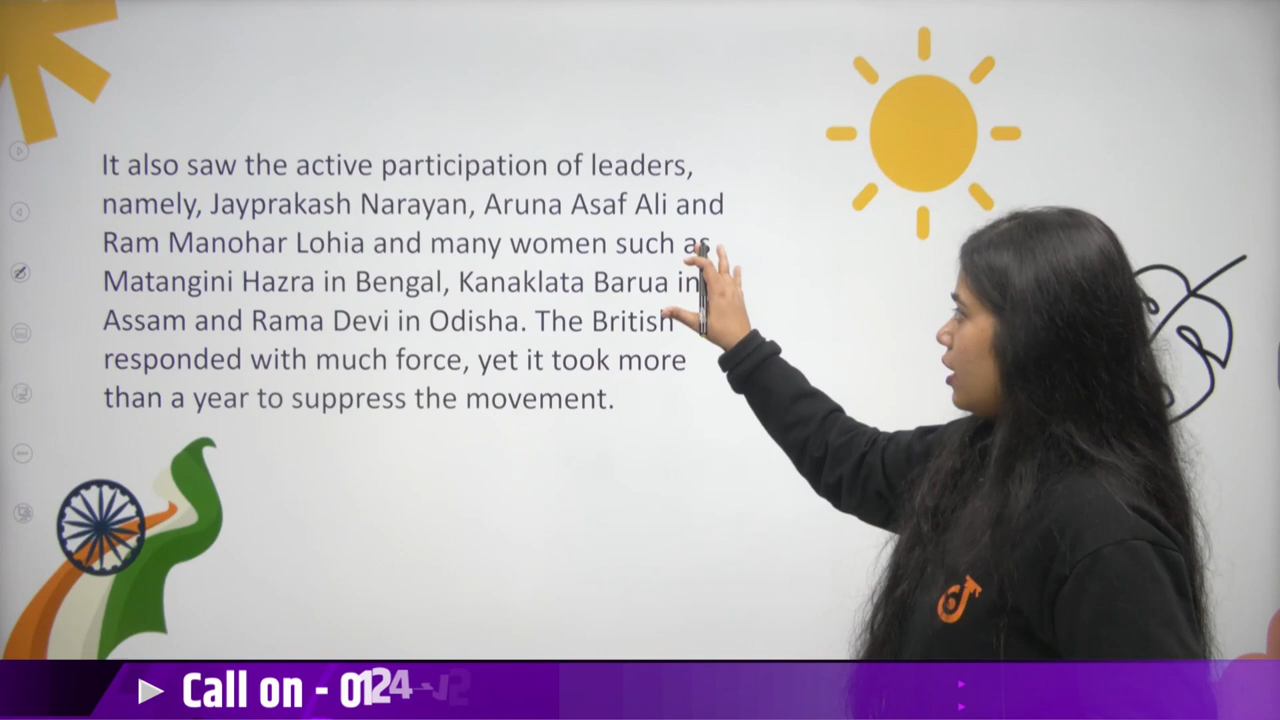 It also saw the active participation of leaders,
namely, Jayprakash Narayan, Aruna Asaf Ali and
Ram Manohar Lohia and many women such as
Matangini Hazra in Bengal, Kanaklata Barua in
Assam and Rama Devi in Odisha. The British
responded with much force, yet it took more
than a year to suppress the movement.
Call on - 0124